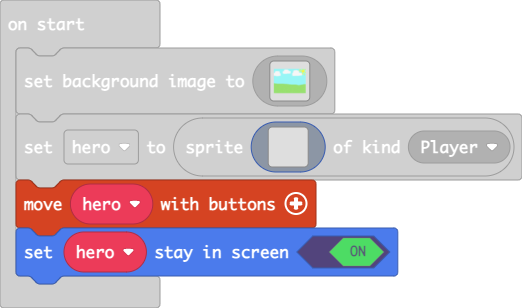 on start
set background image to
set hero to sprite of kind Player
move hero with buttons
set hero stay in screen ON